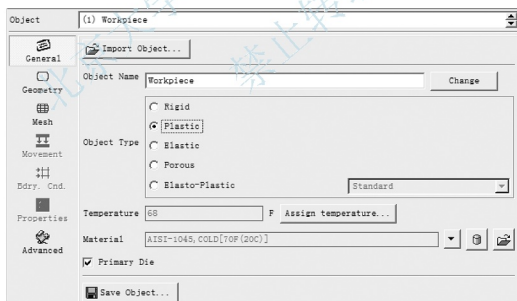 Object (1) Workpiece
General
Import Object...
Geometry
Object Name Workpiece Change
Mesh
Rigid
Plastic
Object Type Elastic
Movement
Porous
Bdry. Cnd.
Elasto-Plastic Standard
Properties
Temperature 68 F Assign temperature...
Advanced
Material AISI-1045,COLD[70F(20C)]
Primary Die
Save Object...